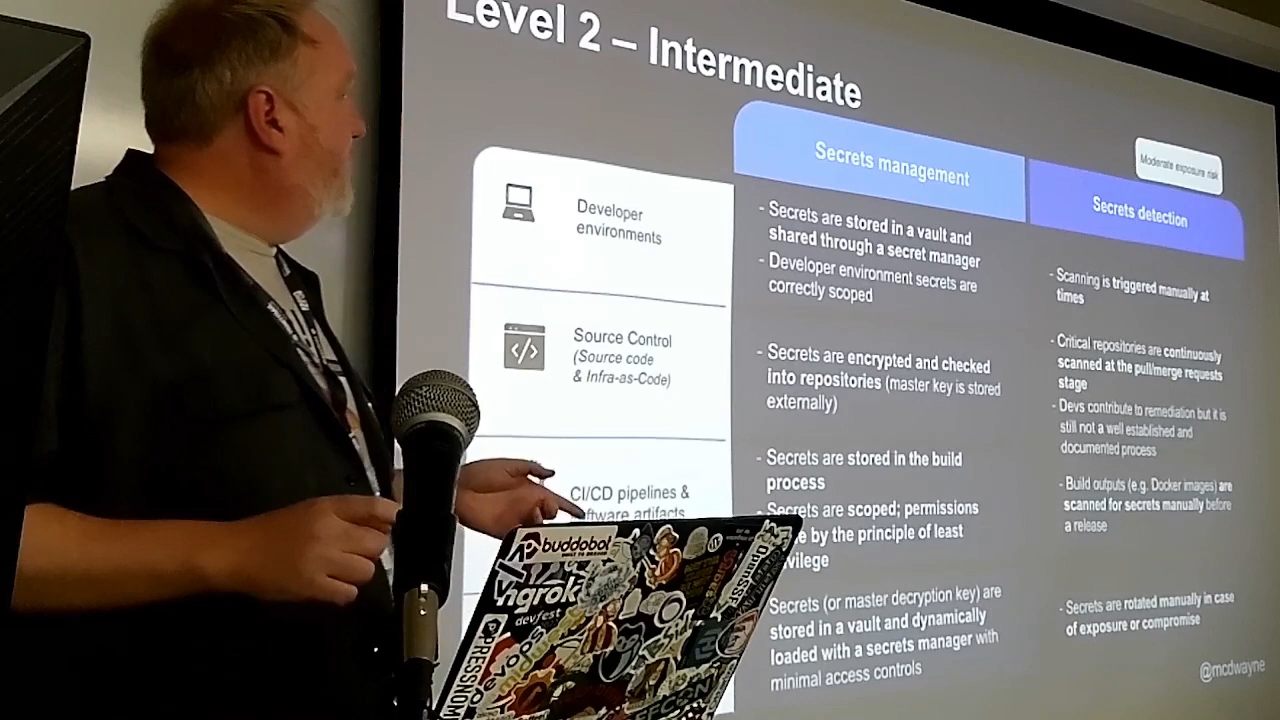 Level 2 – Intermediate
Secrets management
Moderate exposure risk
Secrets detection
Developer
environments
- Secrets are stored in a vault and
shared through a secret manager
- Developer environment secrets are
correctly scoped
- Scanning is triggered manually at
times
Source Control
(Source code
& Infra-as-Code)
- Secrets are encrypted and checked
into repositories (master key is stored
externally)
- Critical repositories are continuously
scanned at the pull/merge requests
stage
- Devs contribute to remediation but it is
still not a well established and
documented process
CI/CD pipelines &
ftware artifacts
- Secrets are stored in the build
process
- Secrets are scoped; permissions
e by the principle of least
vilege
- Build outputs (e.g. Docker images) are
scanned for secrets manually before
a release
Secrets (or master decryption key) are
stored in a vault and dynamically
loaded with a secrets manager with
minimal access controls
- Secrets are rotated manually in case
of exposure or compromise
@mcdwayne
buddobot
ngrok
devfest
OpenSSF
PRESSNOM